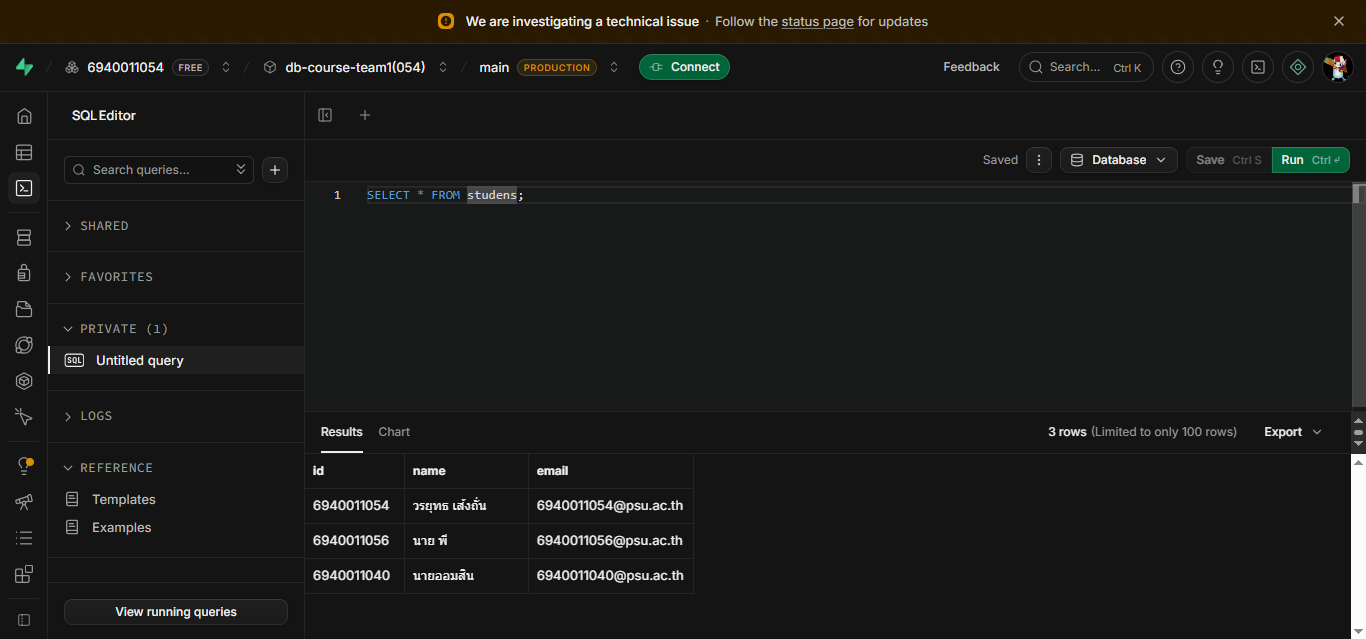 We are investigating a technical issue · Follow the status page for updates
6940011054 FREE / db-course-team1(054) / main PRODUCTION Connect Feedback Search... Ctrl K
SQL Editor
Search queries...
SHARED
FAVORITES
PRIVATE (1)
SQL Untitled query
LOGS
REFERENCE
Templates
Examples
View running queries
Saved Database Save Ctrl S Run Ctrl ↵
1 SELECT * FROM studens;
Results Chart 3 rows (Limited to only 100 rows) Export
id name email
6940011054 วรยุทธ เส้งถั่น 6940011054@psu.ac.th
6940011056 นาย พี 6940011056@psu.ac.th
6940011040 นายออมสิน 6940011040@psu.ac.th